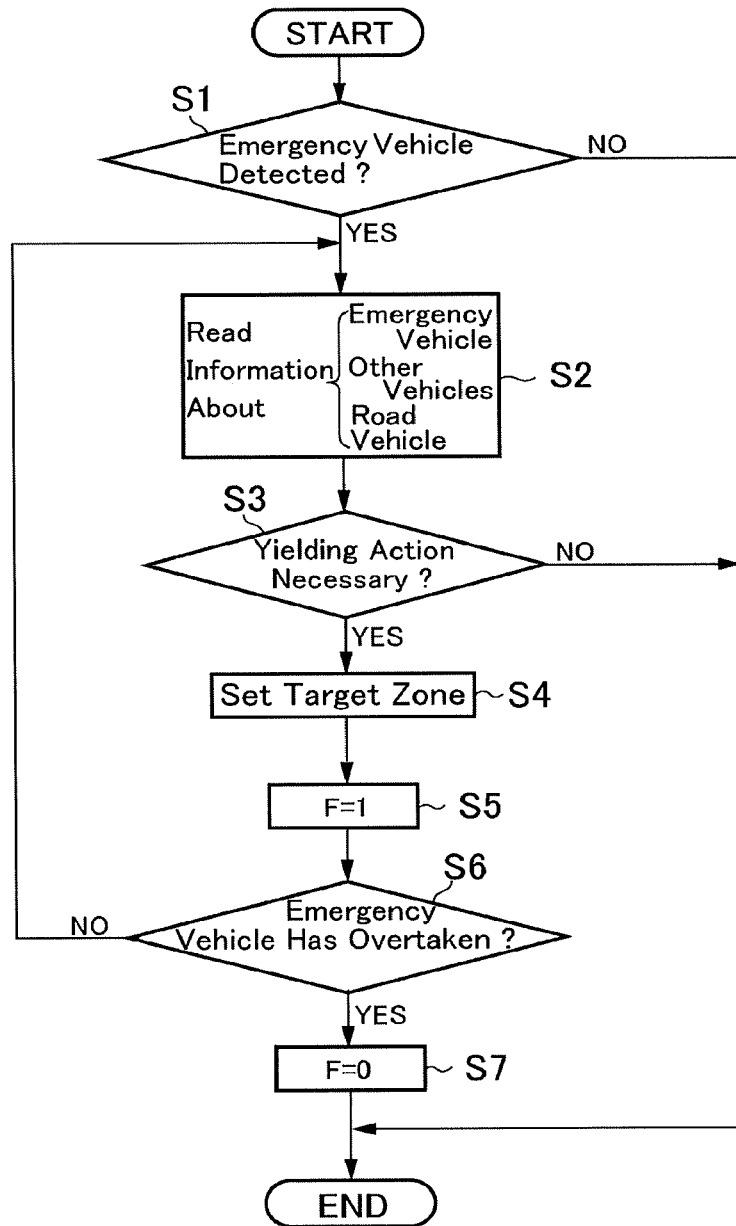 START
S1
Emergency Vehicle
Detected ?
NO
YES
Read
Information
About
Emergency
Vehicle
Other
Vehicles
Road
Vehicle
S2
S3
Yielding Action
Necessary ?
NO
YES
Set Target Zone
S4
F=1
S5
S6
Emergency
Vehicle Has Overtaken ?
NO
YES
F=0
S7
END